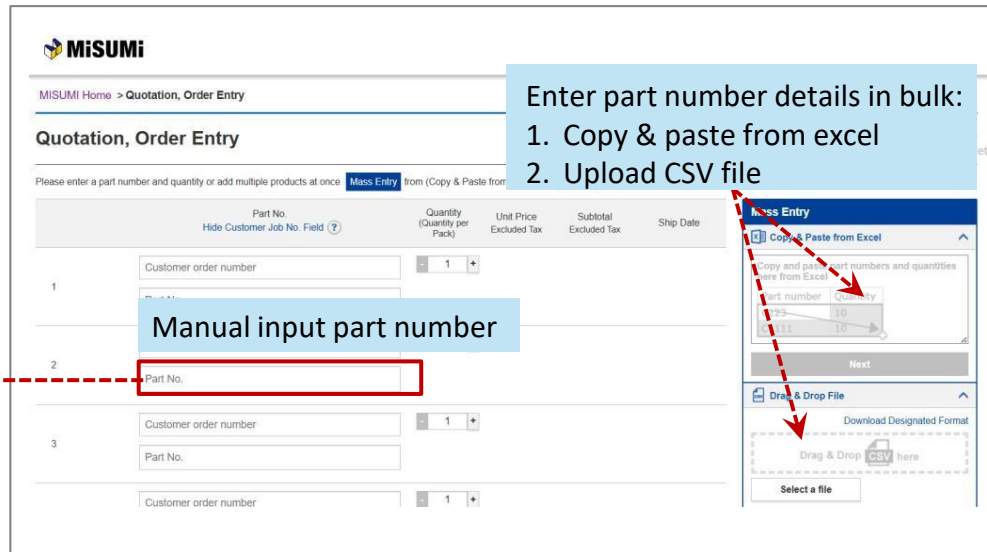 MiSUMi
MISUMI Home > Quotation, Order Entry
Quotation, Order Entry
Enter part number details in bulk:
1. Copy & paste from excel
2. Upload CSV file
Please enter a part number and quantity or add multiple products at once Mass Entry from (Copy & Paste from
Part No.
Hide Customer Job No. Field ?
Quantity
(Quantity per
Pack)
Unit Price
Excluded Tax
Subtotal
Excluded Tax
Ship Date
1
Customer order number
- 1 +
Manual input part number
2
Part No.
3
Customer order number
- 1 +
Part No.
Customer order number
- 1 +
Mass Entry
Copy & Paste from Excel
Copy and paste part numbers and quantities
here from Excel
Part number Quantity
C123 10
10
Next
Drag & Drop File
Download Designated Format
Drag & Drop CSV here
Select a file